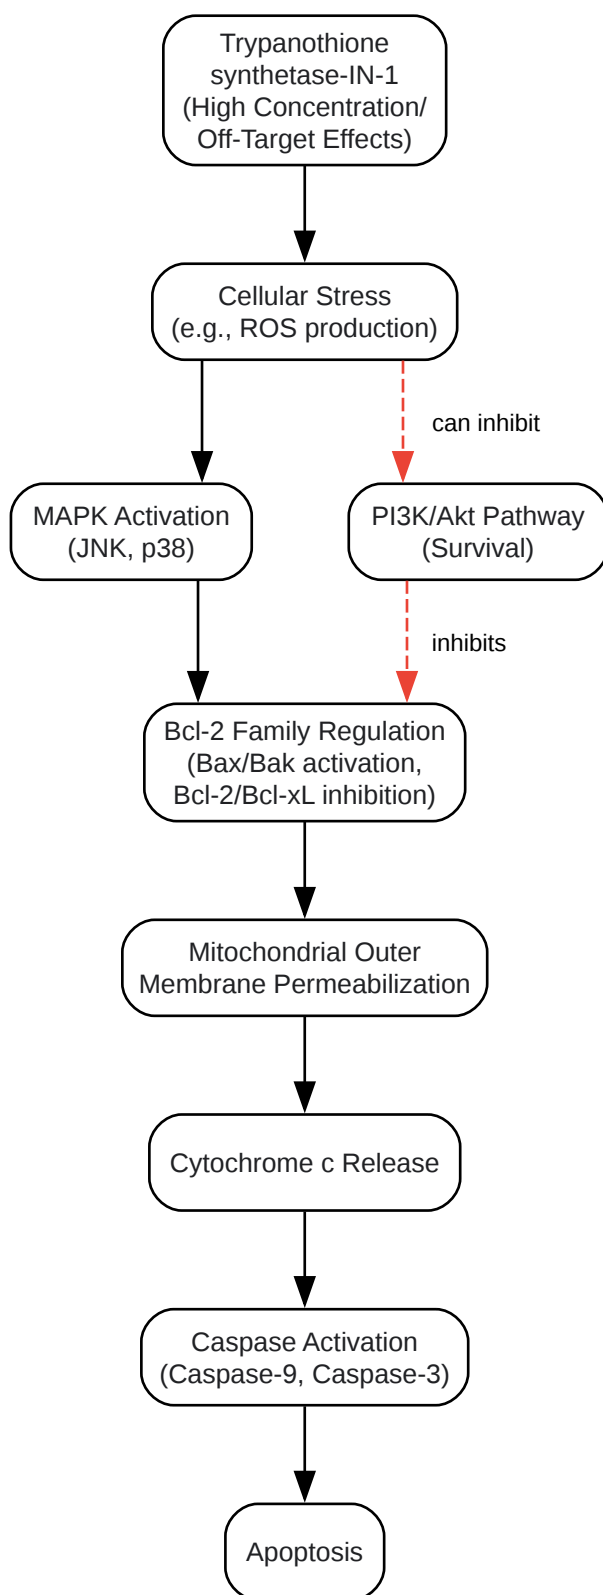 Trypanothione
synthetase-IN-1
(High Concentration/
Off-Target Effects)
Cellular Stress
(e.g., ROS production)
can inhibit
MAPK Activation
(JNK, p38)
PI3K/Akt Pathway
(Survival)
inhibits
Bcl-2 Family Regulation
(Bax/Bak activation,
Bcl-2/Bcl-xL inhibition)
Mitochondrial Outer
Membrane Permeabilization
Cytochrome c Release
Caspase Activation
(Caspase-9, Caspase-3)
Apoptosis